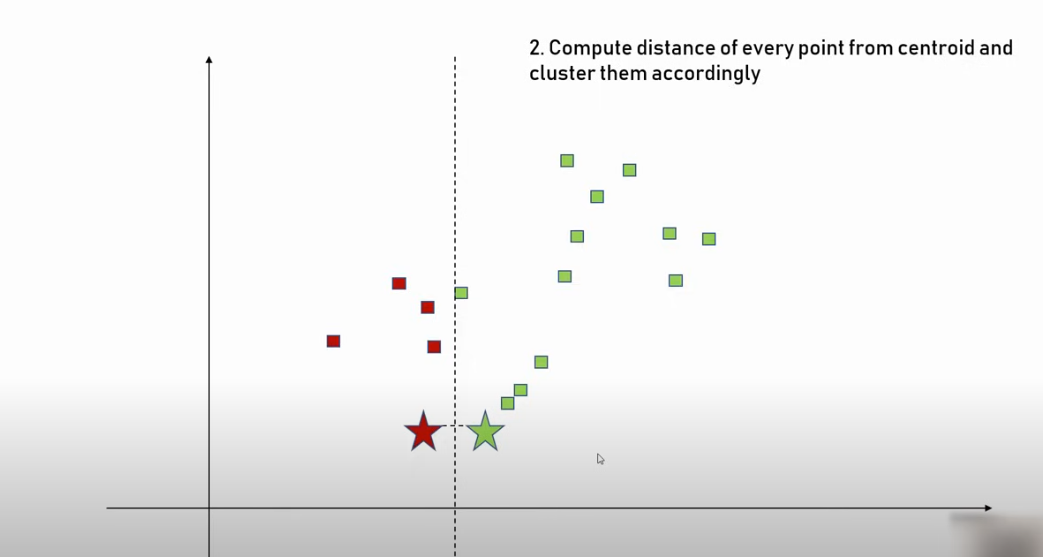 2. Compute distance of every point from centroid and
cluster them accordingly